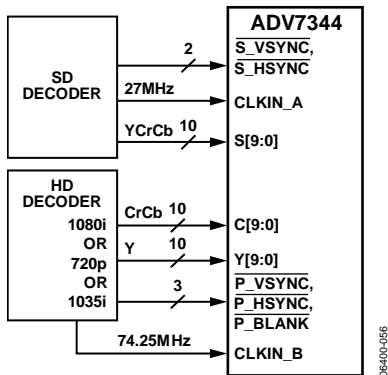 ADV7344
SD
DECODER
2
S_VSYNC,
S_HSYNC
27MHz
CLKIN_A
YCrCb 10
S[9:0]
HD
DECODER
1080i
OR
720p
OR
1035i
CrCb 10
C[9:0]
Y 10
Y[9:0]
3
P_VSYNC,
P_HSYNC,
P_BLANK
74.25MHz
CLKIN_B
06400-056